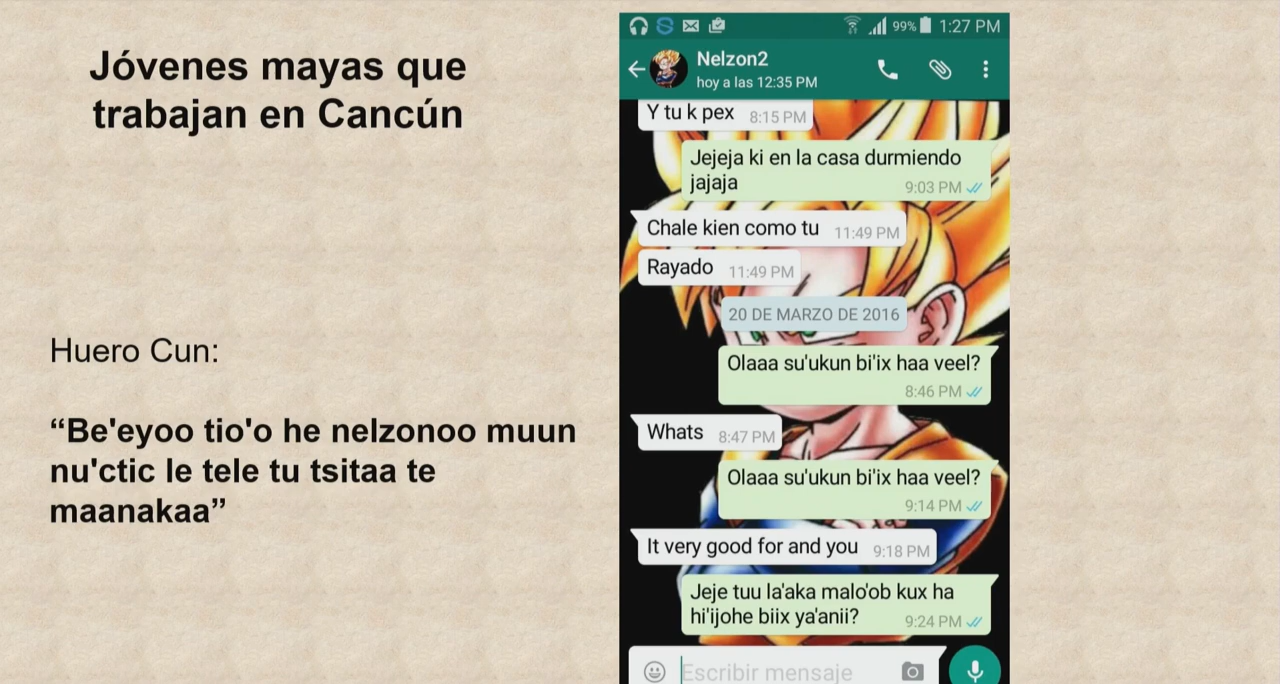 Jóvenes mayas que
trabajan en Cancún
Huero Cun:
“Be'eyoo tio'o he nelzonoo muun
nu'ctic le tele tu tsitaa te
maanakaa”
99% 1:27 PM
Nelzon2
hoy a las 12:35 PM
Y tu k pex 8:15 PM
Jejeja ki en la casa durmiendo
jajaja 9:03 PM
Chale kien como tu 11:49 PM
Rayado 11:49 PM
20 DE MARZO DE 2016
Olaaa su'ukun bi'ix haa veel?
8:46 PM
Whats 8:47 PM
Olaaa su'ukun bi'ix haa veel?
9:14 PM
It very good for and you 9:18 PM
Jeje tuu la'aka malo'ob kux ha
hi'ijohe biix ya'anii? 9:24 PM
Escribir mensaje